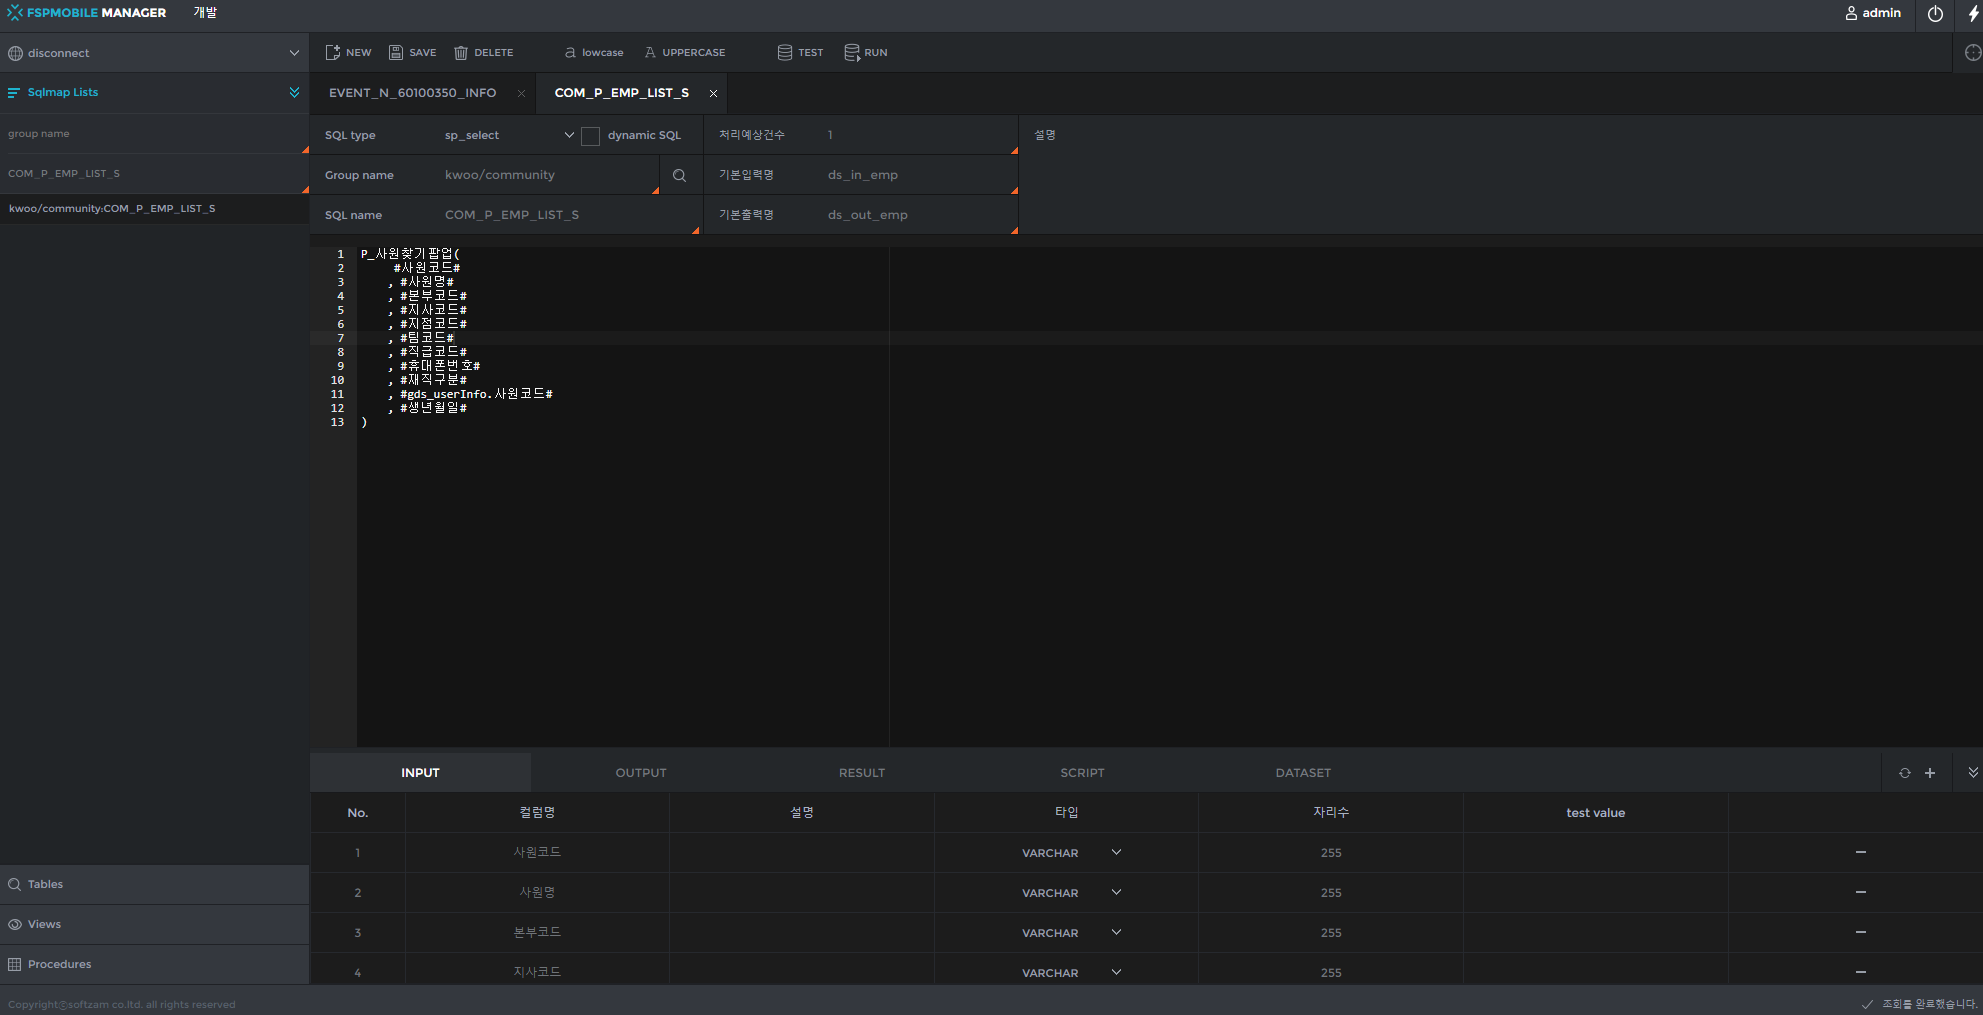 FSPMOBILE MANAGER 개발 admin
disconnect NEW SAVE DELETE lowcase UPPERCASE TEST RUN
Sqlmap Lists EVENT_N_60100350_INFO COM_P_EMP_LIST_S
group name
COM_P_EMP_LIST_S
kwoo/community:COM_P_EMP_LIST_S
SQL type sp_select dynamic SQL 처리예상건수 1 설명
Group name kwoo/community 기본입력명 ds_in_emp
SQL name COM_P_EMP_LIST_S 기본출력명 ds_out_emp
1 P_사원찾기팝업(
2 #사원코드#
3 , #사원명#
4 , #본부코드#
5 , #지사코드#
6 , #지점코드#
7 , #팀코드#
8 , #직급코드#
9 , #휴대폰번호#
10 , #재직구분#
11 , #gds_userInfo.사원코드#
12 , #생년월일#
13 )
INPUT OUTPUT RESULT SCRIPT DATASET
No. 컬럼명 설명 타입 자리수 test value
1 사원코드 VARCHAR 255
2 사원명 VARCHAR 255
3 본부코드 VARCHAR 255
4 지사코드 VARCHAR 255
Tables
Views
Procedures
Copyrightⓒsoftzam co.ltd. all rights reserved 조회를 완료했습니다.